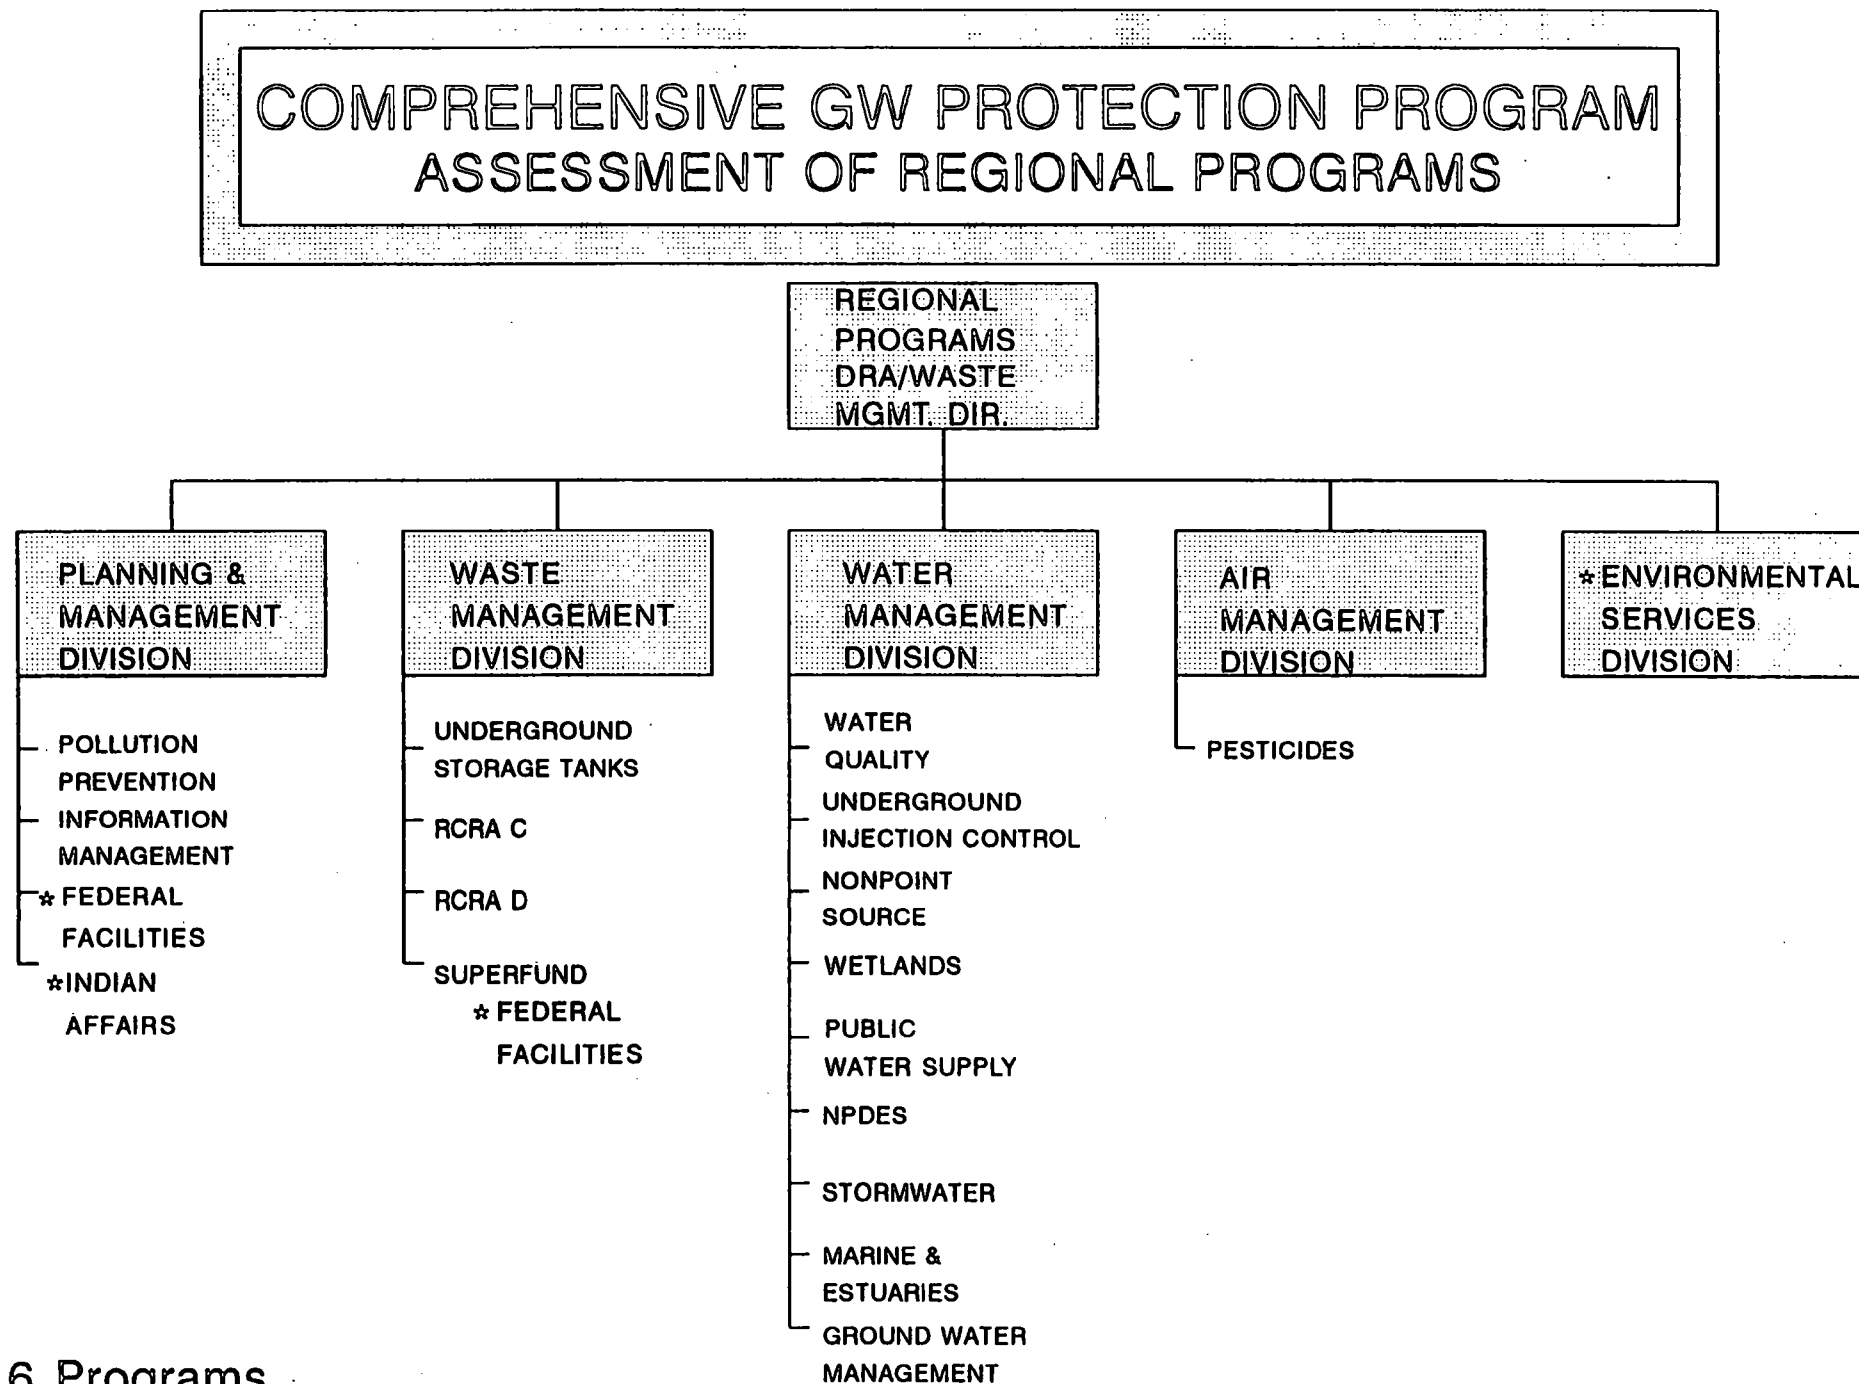 COMPREHENSIVE GW PROTECTION PROGRAM
ASSESSMENT OF REGIONAL PROGRAMS
REGIONAL
PROGRAMS
DRA/WASTE
MGMT. DIR.
PLANNING &
MANAGEMENT
DIVISION
POLLUTION
PREVENTION
INFORMATION
MANAGEMENT
* FEDERAL
FACILITIES
*INDIAN
AFFAIRS
WASTE
MANAGEMENT
DIVISION
UNDERGROUND
STORAGE TANKS
RCRA C
RCRA D
SUPERFUND
* FEDERAL
FACILITIES
WATER
MANAGEMENT
DIVISION
WATER
QUALITY
UNDERGROUND
INJECTION CONTROL
NONPOINT
SOURCE
WETLANDS
PUBLIC
WATER SUPPLY
NPDES
STORMWATER
MARINE &
ESTUARIES
GROUND WATER
MANAGEMENT
AIR
MANAGEMENT
DIVISION
PESTICIDES
*ENVIRONMENTAL
SERVICES
DIVISION
6 Programs